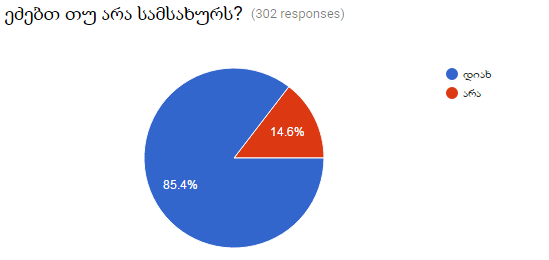 ეძებთ თუ არა სამსახურს? (302 responses)
დიახ
არა
14.6%
85.4%